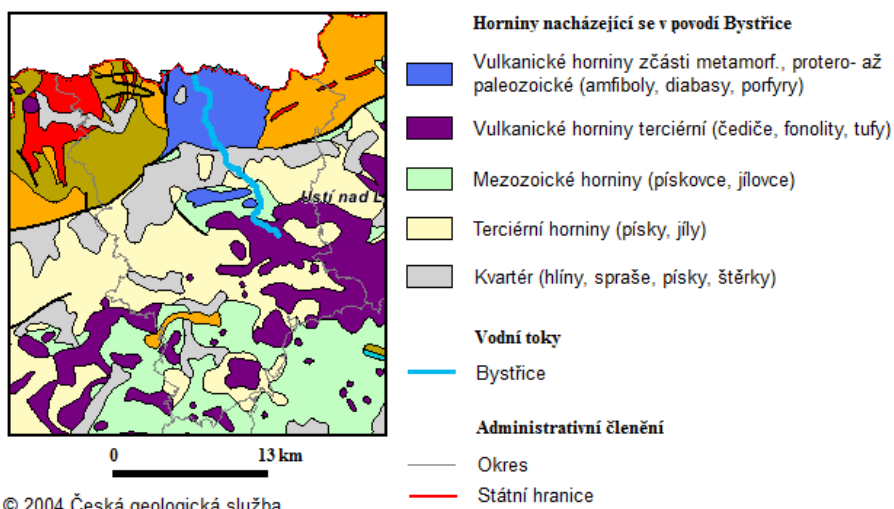 Horniny nacházející se v povodí Bystřice
Vulkanické horniny zčásti metamorf., protero- až
paleozoické (amfiboly, diabasy, porfyry)
Vulkanické horniny terciérní (čediče, fonolity, tufy)
Mezozoické horniny (pískovce, jílovce)
Ústí nad L
Terciérní horniny (písky, jíly)
Kvartér (hlíny, spraše, písky, štěrky)
Vodní toky
Bystřice
Administrativní členění
0 13 km
Okres
Státní hranice
© 2004 Česká geologická služba